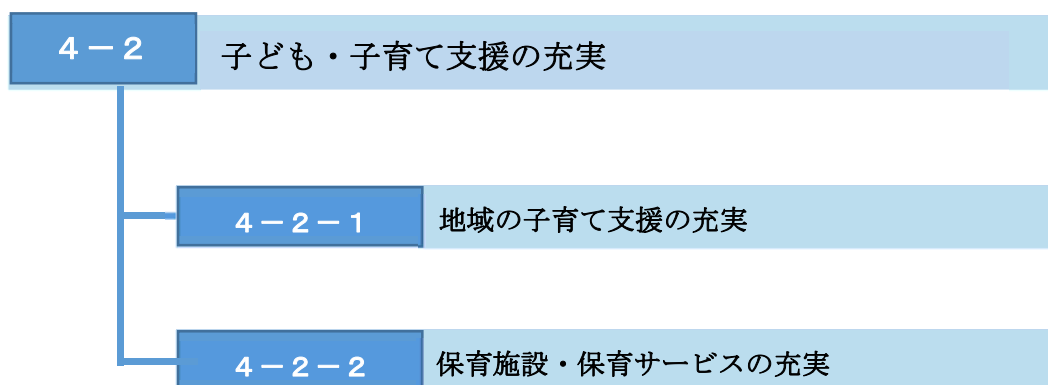 ４－２ 子ども・子育て支援の充実
４－２－１ 地域の子育て支援の充実
４－２－２ 保育施設・保育サービスの充実